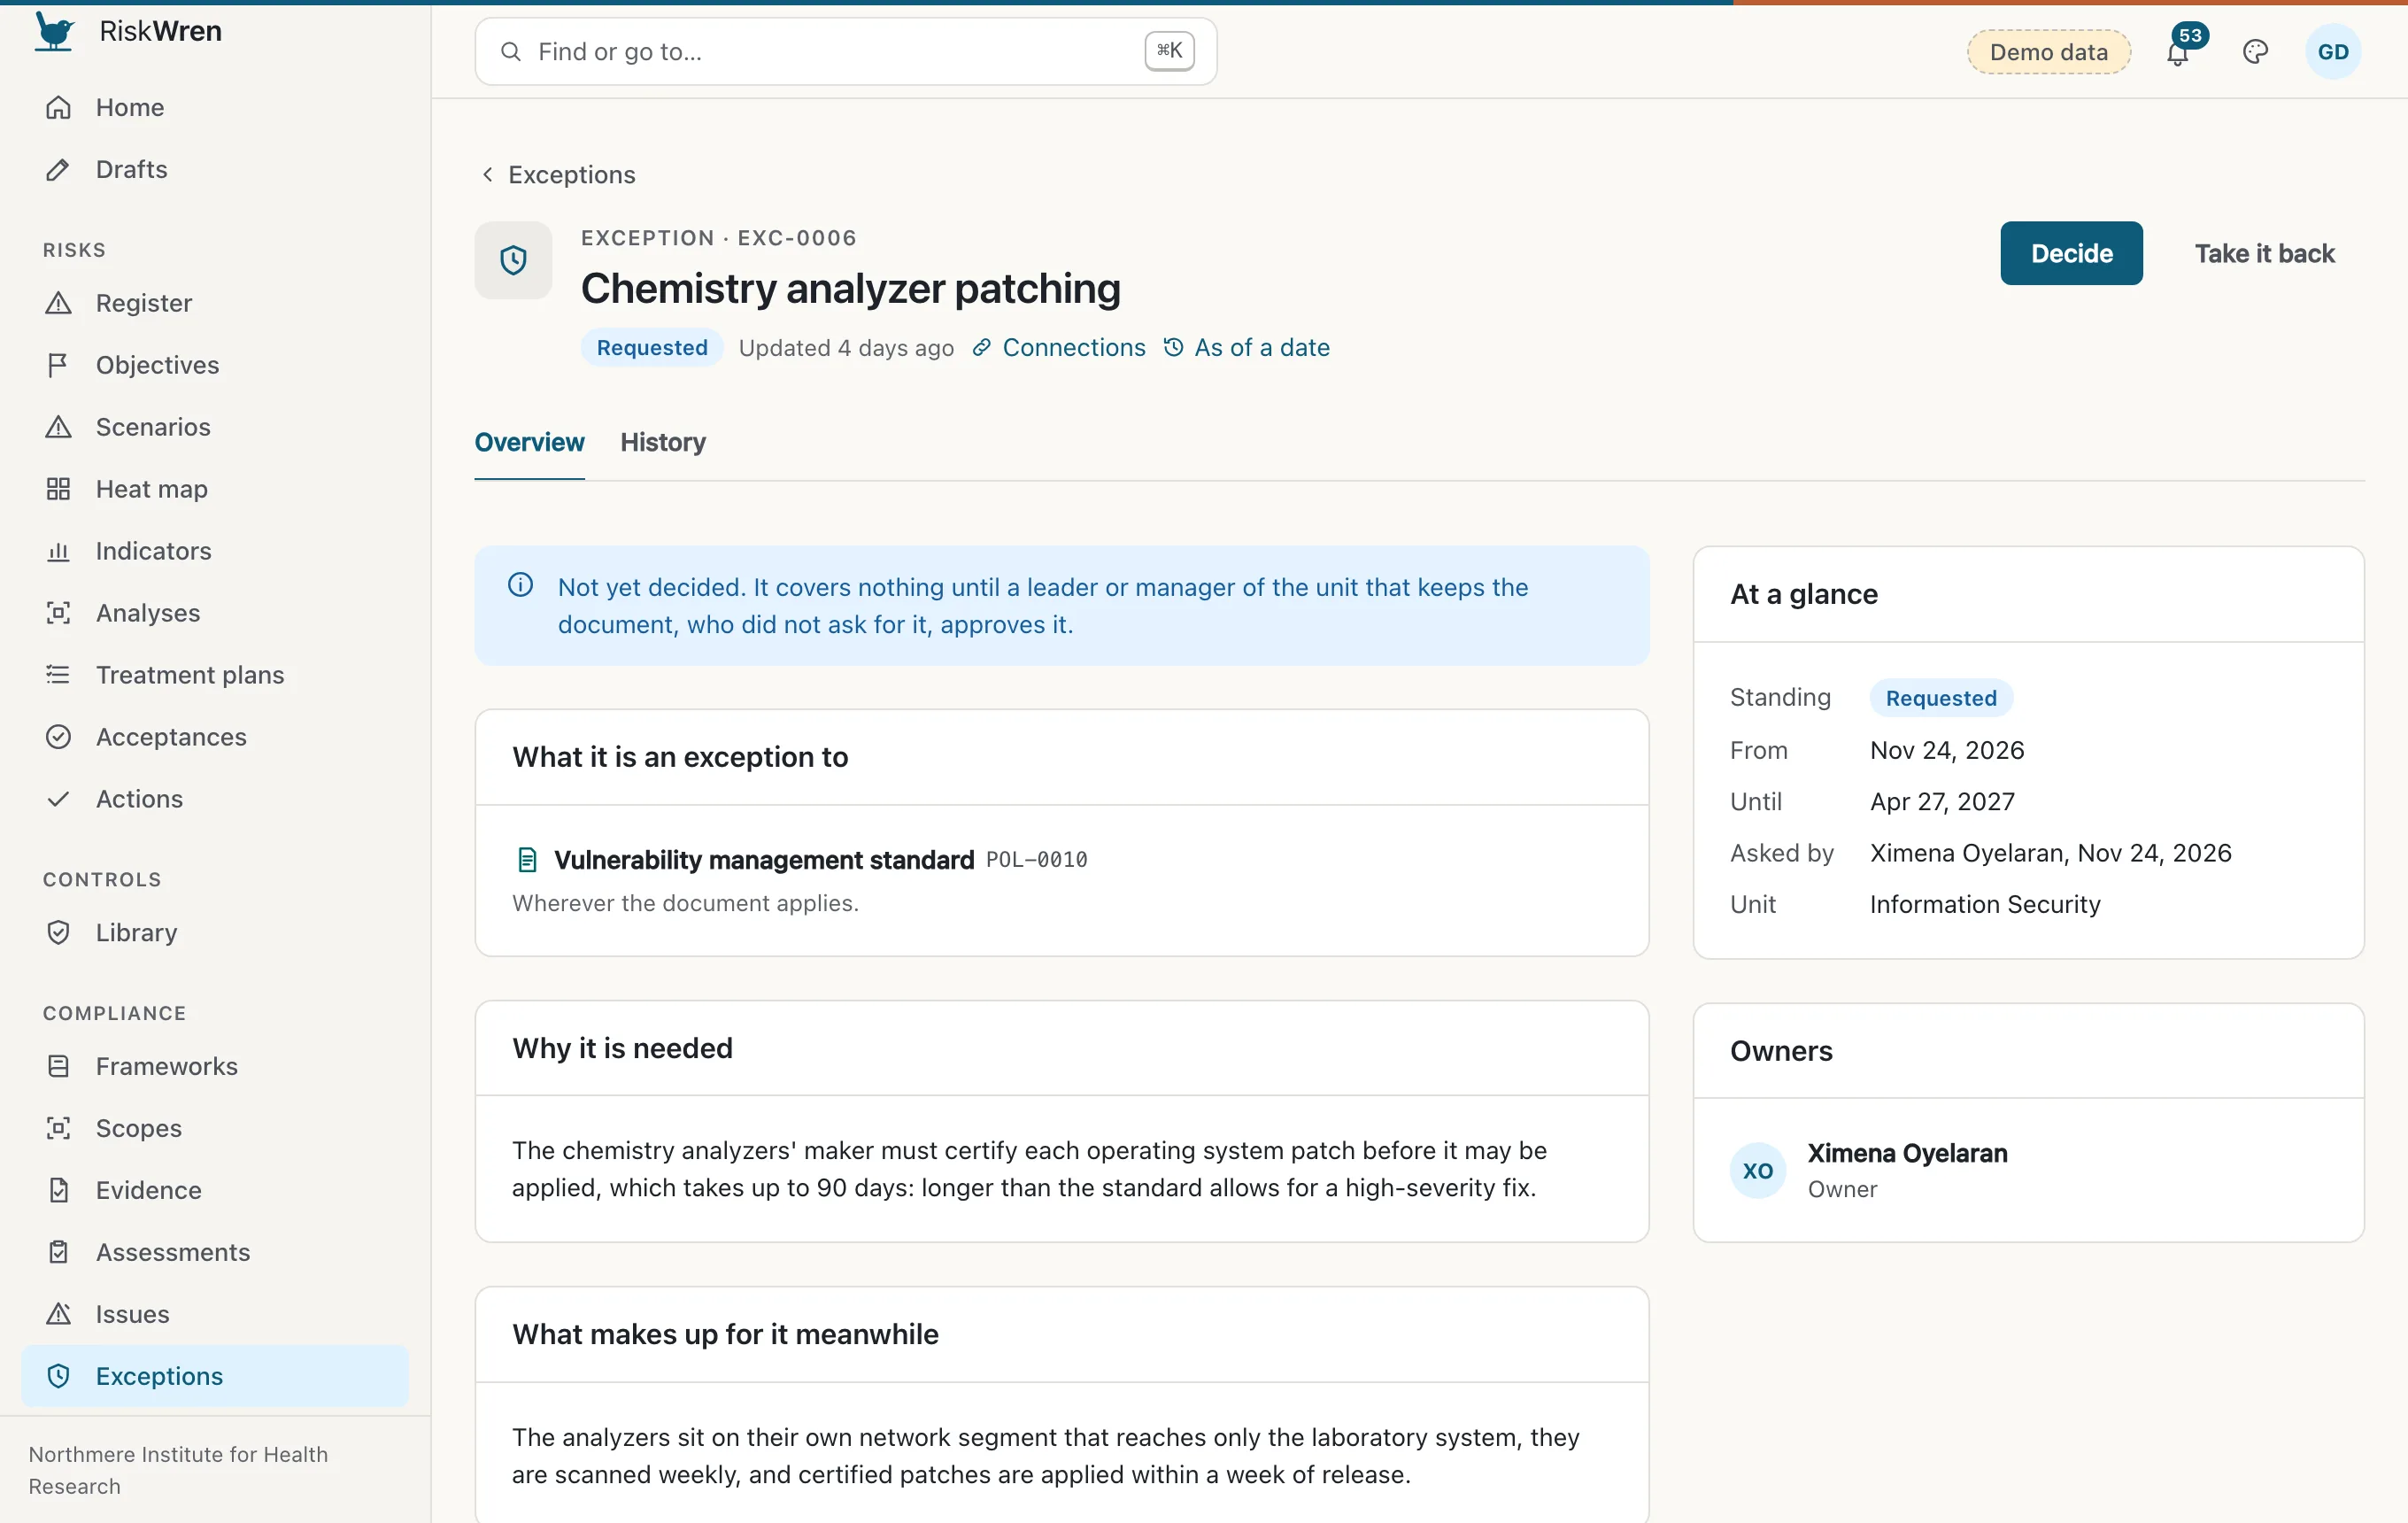 RiskWren
Find or go to...
⌘K
Demo data
53
GD
Home
Drafts
RISKS
Register
Objectives
Scenarios
Heat map
Indicators
Analyses
Treatment plans
Acceptances
Actions
CONTROLS
Library
COMPLIANCE
Frameworks
Scopes
Evidence
Assessments
Issues
Exceptions
Northmere Institute for Health
Research
Exceptions
EXCEPTION · EXC-0006
Chemistry analyzer patching
Decide
Take it back
Requested
Updated 4 days ago
Connections
As of a date
Overview
History
Not yet decided. It covers nothing until a leader or manager of the unit that keeps the
document, who did not ask for it, approves it.
What it is an exception to
Vulnerability management standard POL-0010
Wherever the document applies.
Why it is needed
The chemistry analyzers' maker must certify each operating system patch before it may be
applied, which takes up to 90 days: longer than the standard allows for a high-severity fix.
What makes up for it meanwhile
The analyzers sit on their own network segment that reaches only the laboratory system, they
are scanned weekly, and certified patches are applied within a week of release.
At a glance
Standing Requested
From Nov 24, 2026
Until Apr 27, 2027
Asked by Ximena Oyelaran, Nov 24, 2026
Unit Information Security
Owners
XO
Ximena Oyelaran
Owner